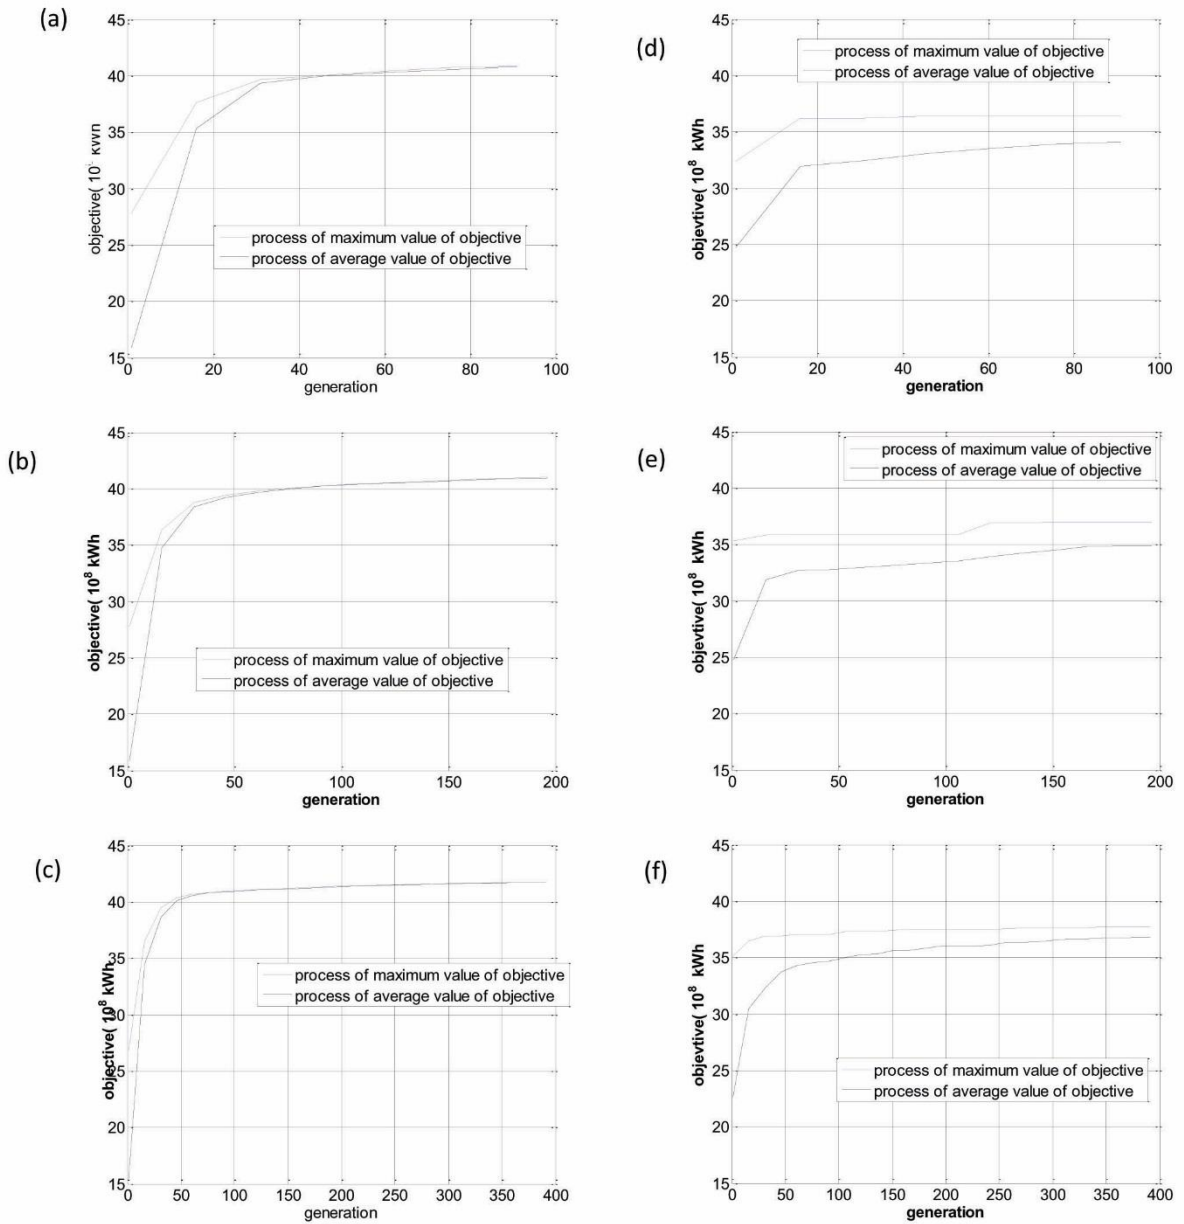 (a)
45
40
35
30
25
20
15
objective( 10
process of maximum value of objective
process of average value of objective
0 20 40 60 80 100
generation
(d)
45
40
35
30
25
20
15
objevtive( 10⁸ kWh
process of maximum value of objective
process of average value of objective
0 20 40 60 80 100
generation
(b)
45
40
35
30
25
20
15
objective( 10⁸ kWh
process of maximum value of objective
process of average value of objective
0 50 100 150 200
generation
(e)
45
40
35
30
25
20
15
objevtive( 10⁸ kWh
process of maximum value of objective
process of average value of objective
0 50 100 150 200
generation
(c)
45
40
35
30
25
20
15
objective( 10⁸ kWh
process of maximum value of objective
process of average value of objective
0 50 100 150 200 250 300 350 400
generation
(f)
45
40
35
30
25
20
15
objevtive( 10⁸ kWh
process of maximum value of objective
process of average value of objective
0 50 100 150 200 250 300 350 400
generation